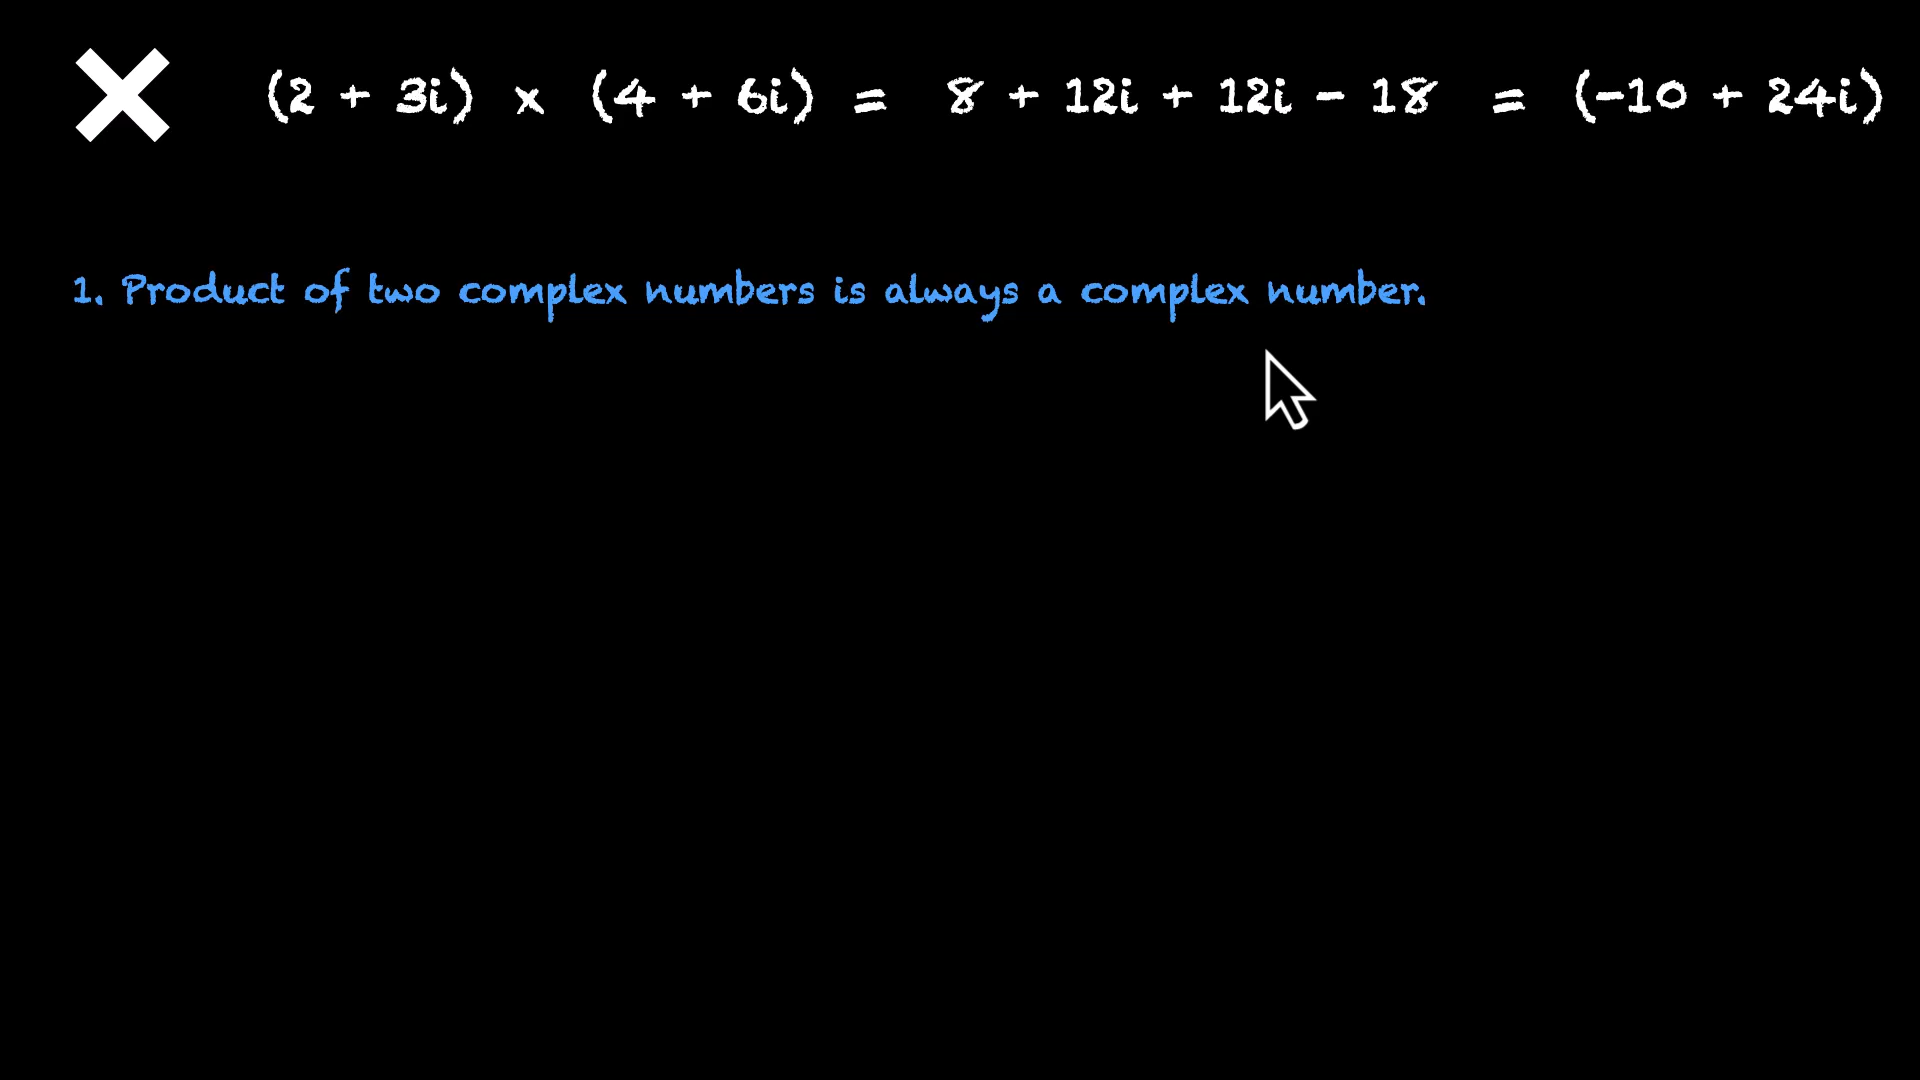 × (2 + 3i) x (4 + 6i) = 8 + 12i + 12i - 18 = (-10 + 24i)
1. Product of two complex numbers is always a complex number.